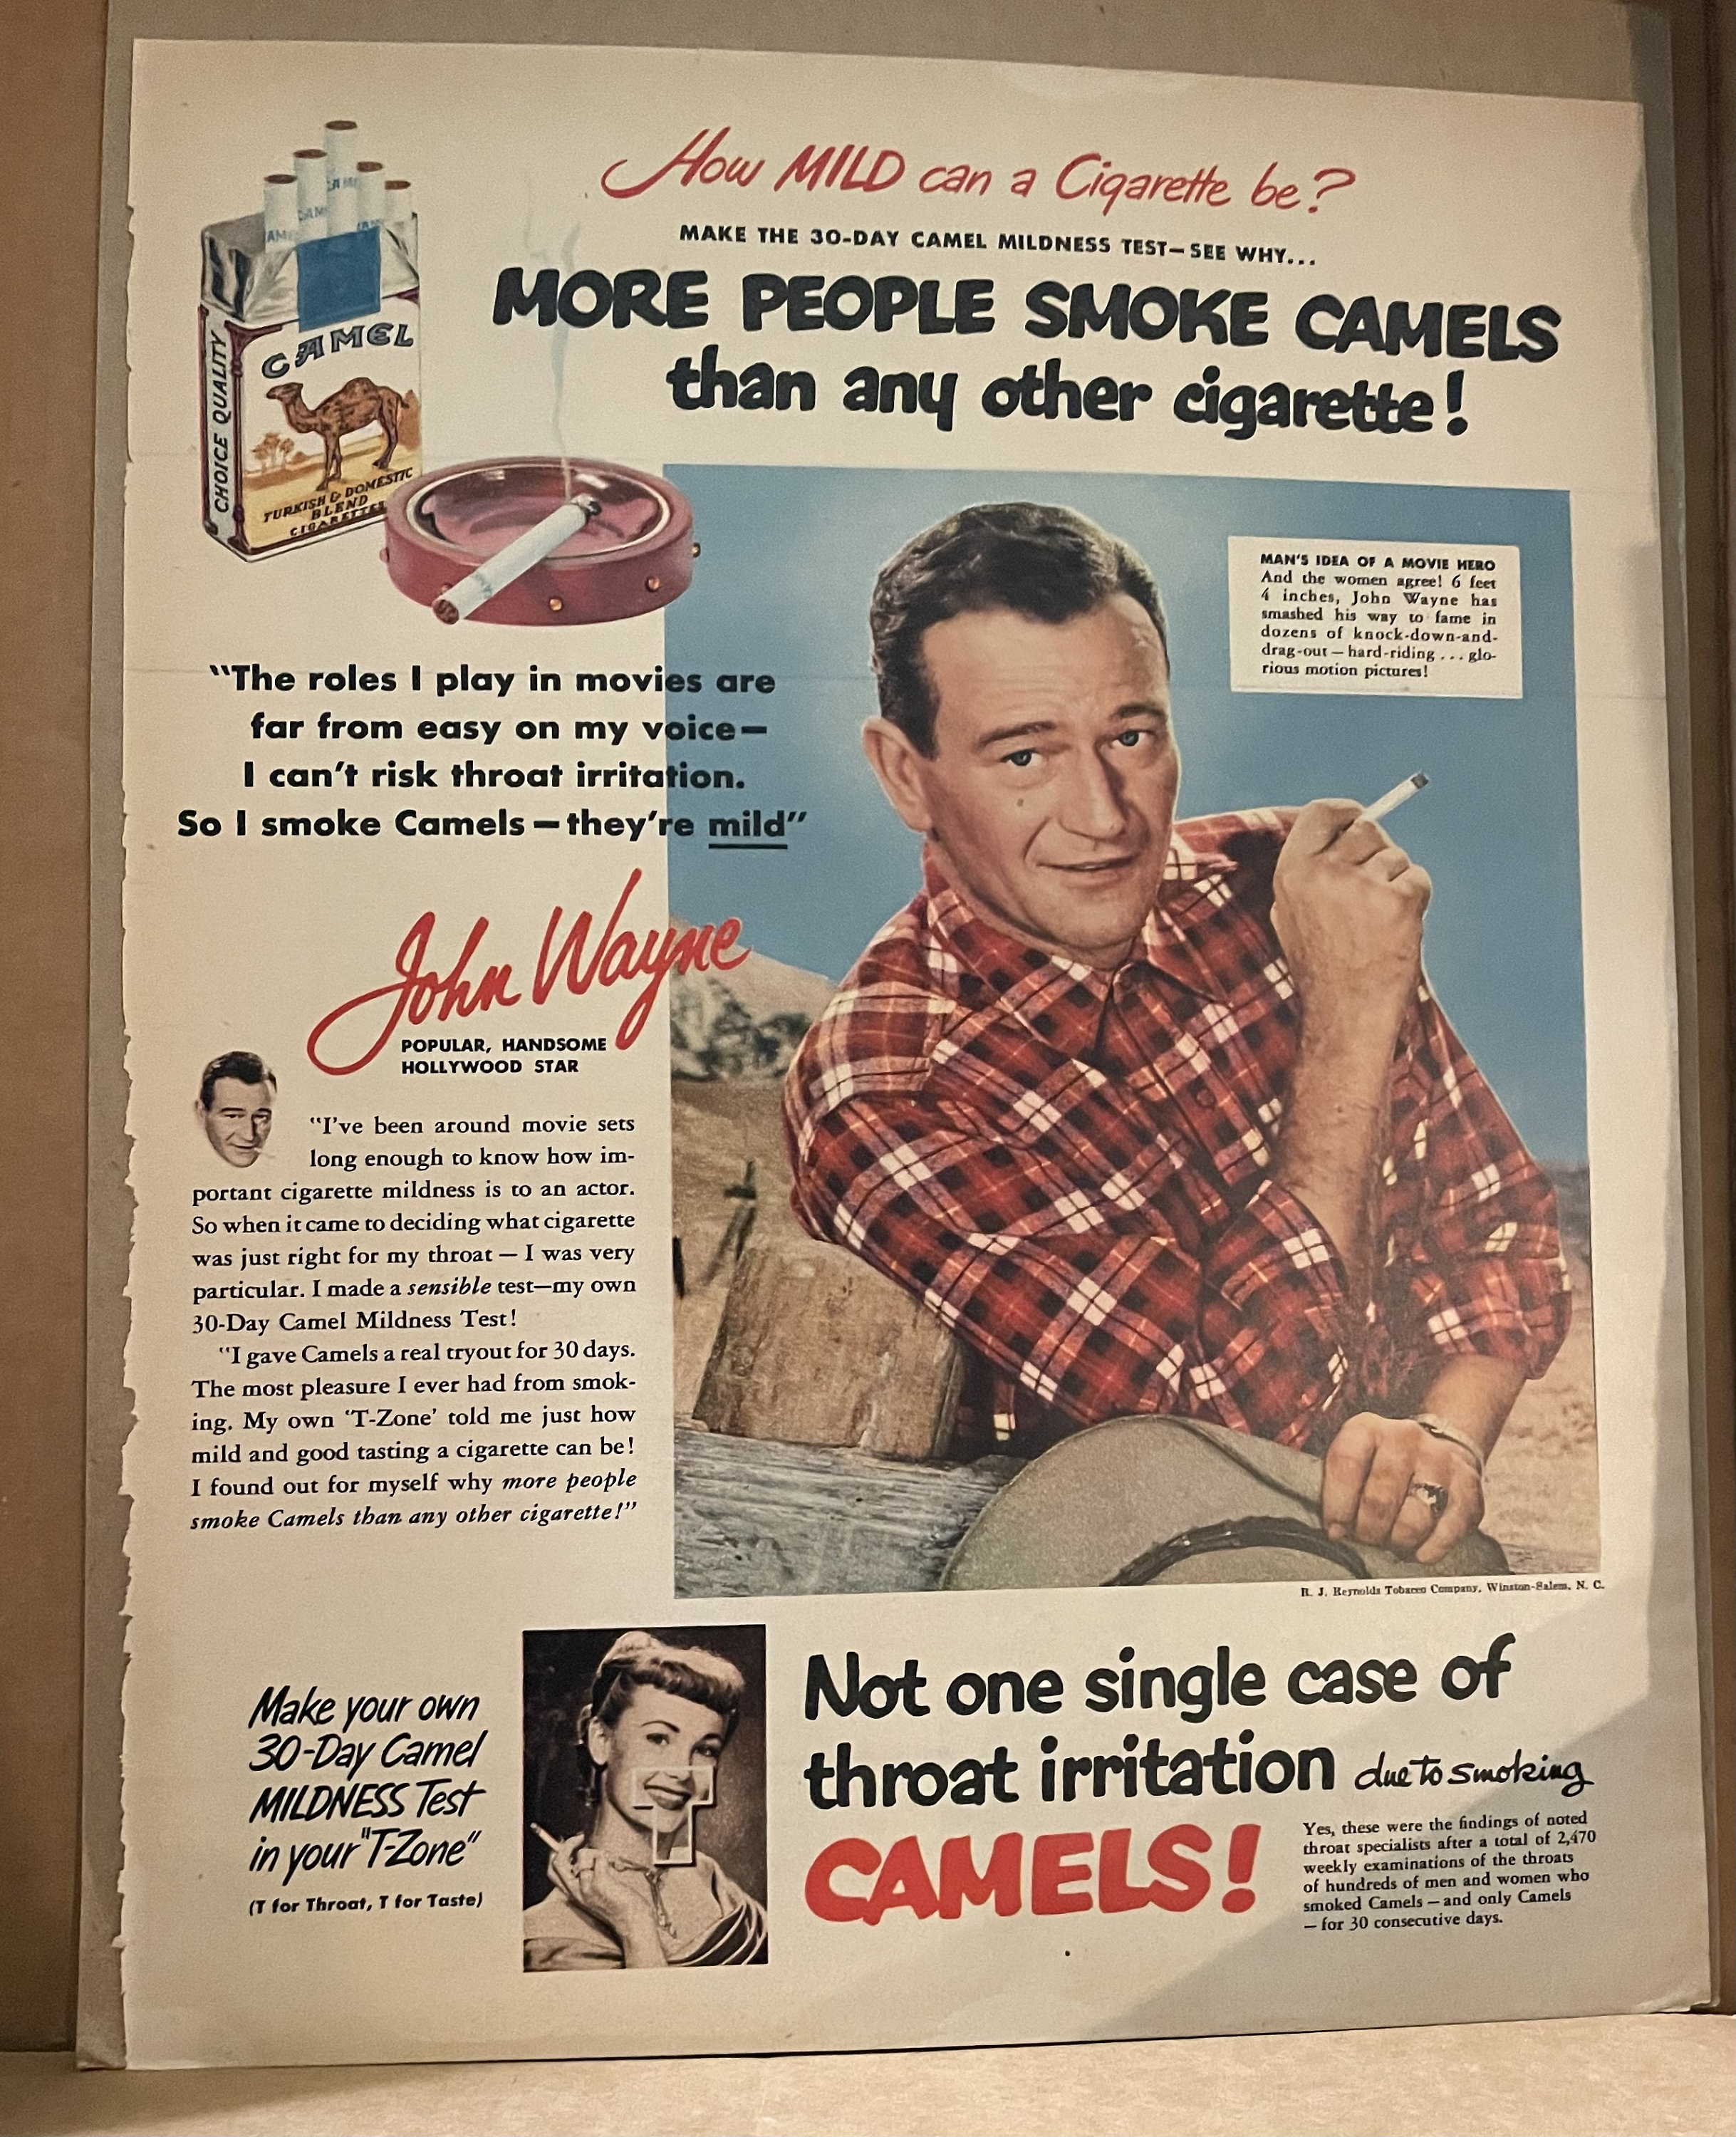 How MILD can a Cigarette be?
MAKE THE 30-DAY CAMEL MILDNESS TEST—SEE WHY...
MORE PEOPLE SMOKE CAMELS
than any other cigarette!
CAMEL
CHOICE QUALITY
TURKISH & DOMESTIC
BLEND
CIGARETTES
MAN'S IDEA OF A MOVIE HERO
And the women agree! 6 feet
4 inches, John Wayne has
smashed his way to fame in
dozens of knock-down-and-
drag-out — hard-riding . . . glo-
rious motion pictures!
"The roles I play in movies are
far from easy on my voice—
I can't risk throat irritation.
So I smoke Camels — they're mild"
John Wayne
POPULAR, HANDSOME
HOLLYWOOD STAR
"I've been around movie sets
long enough to know how im-
portant cigarette mildness is to an actor.
So when it came to deciding what cigarette
was just right for my throat — I was very
particular. I made a sensible test—my own
30-Day Camel Mildness Test!
"I gave Camels a real tryout for 30 days.
The most pleasure I ever had from smok-
ing. My own 'T-Zone' told me just how
mild and good tasting a cigarette can be!
I found out for myself why more people
smoke Camels than any other cigarette!"
R. J. Reynolds Tobacco Company, Winston-Salem, N. C.
Make your own
30-Day Camel
MILDNESS Test
in your "T-Zone"
(T for Throat, T for Taste)
Not one single case of
throat irritation due to smoking
CAMELS!
Yes, these were the findings of noted
throat specialists after a total of 2,470
weekly examinations of the throats
of hundreds of men and women who
smoked Camels — and only Camels
— for 30 consecutive days.